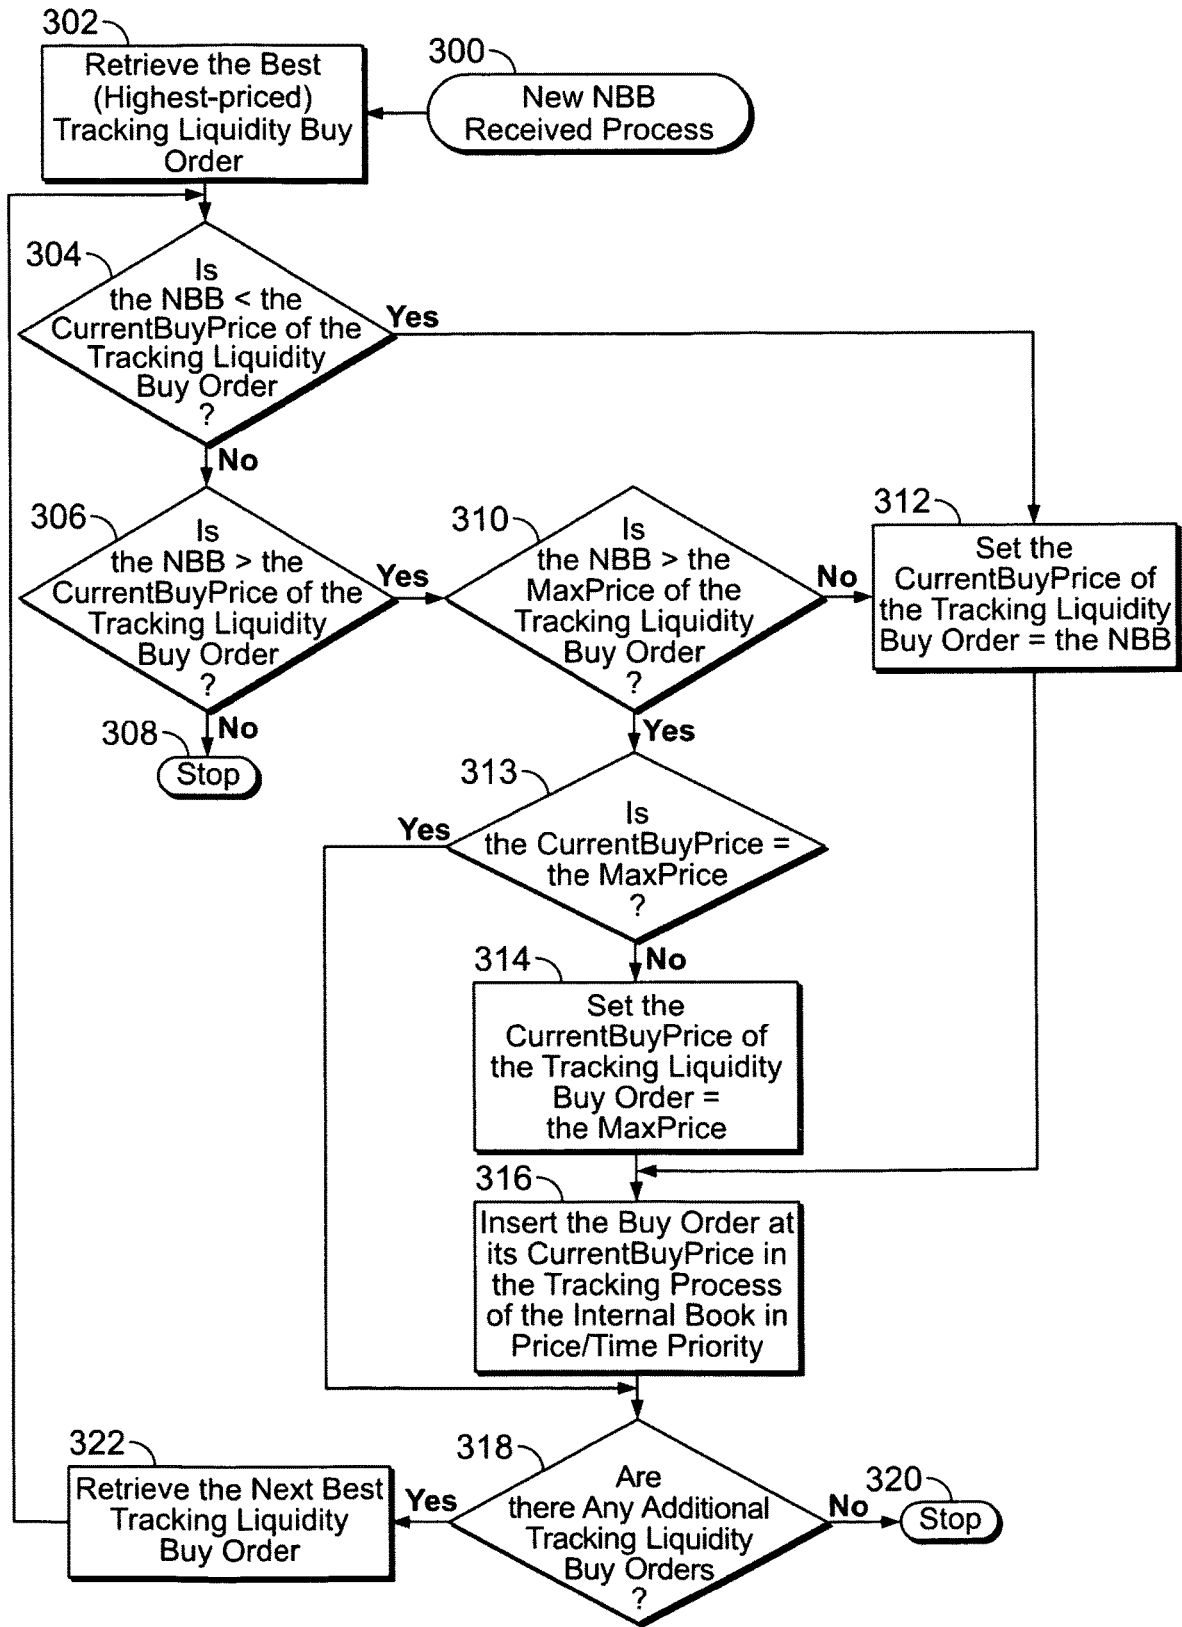 302
Retrieve the Best
(Highest-priced)
Tracking Liquidity Buy
Order
300
New NBB
Received Process
304
Is
the NBB < the
CurrentBuyPrice of the
Tracking Liquidity
Buy Order
?
Yes
No
306
Is
the NBB > the
CurrentBuyPrice of the
Tracking Liquidity
Buy Order
?
Yes
No
308
Stop
310
Is
the NBB > the
MaxPrice of the
Tracking Liquidity
Buy Order
?
No
Yes
312
Set the
CurrentBuyPrice of
the Tracking Liquidity
Buy Order = the NBB
313
Is
the CurrentBuyPrice =
the MaxPrice
?
Yes
No
314
Set the
CurrentBuyPrice of
the Tracking Liquidity
Buy Order =
the MaxPrice
316
Insert the Buy Order at
its CurrentBuyPrice in
the Tracking Process
of the Internal Book in
Price/Time Priority
318
Are
there Any Additional
Tracking Liquidity
Buy Orders
?
Yes
No
320
Stop
322
Retrieve the Next Best
Tracking Liquidity
Buy Order